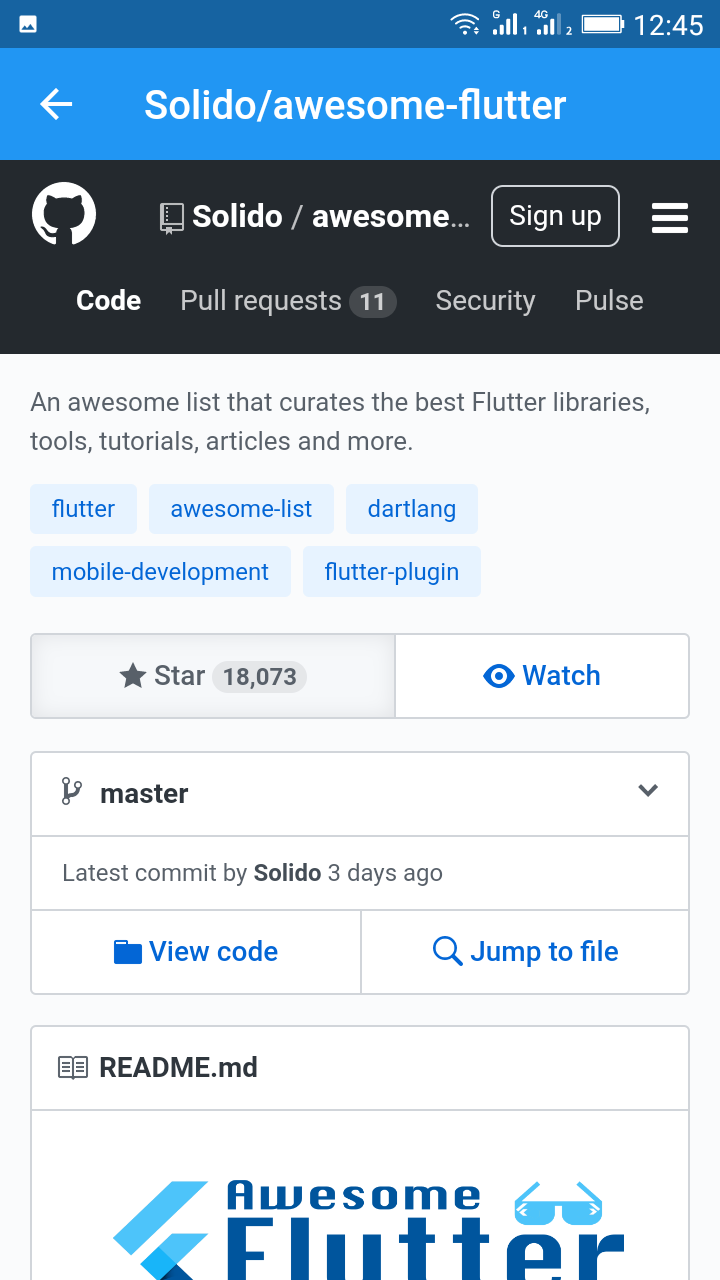 G 1 4G 2 12:45
Solido/awesome-flutter
Solido / awesome… Sign up
Code Pull requests 11 Security Pulse
An awesome list that curates the best Flutter libraries,
tools, tutorials, articles and more.
flutter awesome-list dartlang
mobile-development flutter-plugin
Star 18,073 Watch
master
Latest commit by Solido 3 days ago
View code Jump to file
README.md
Awesome
Flutter